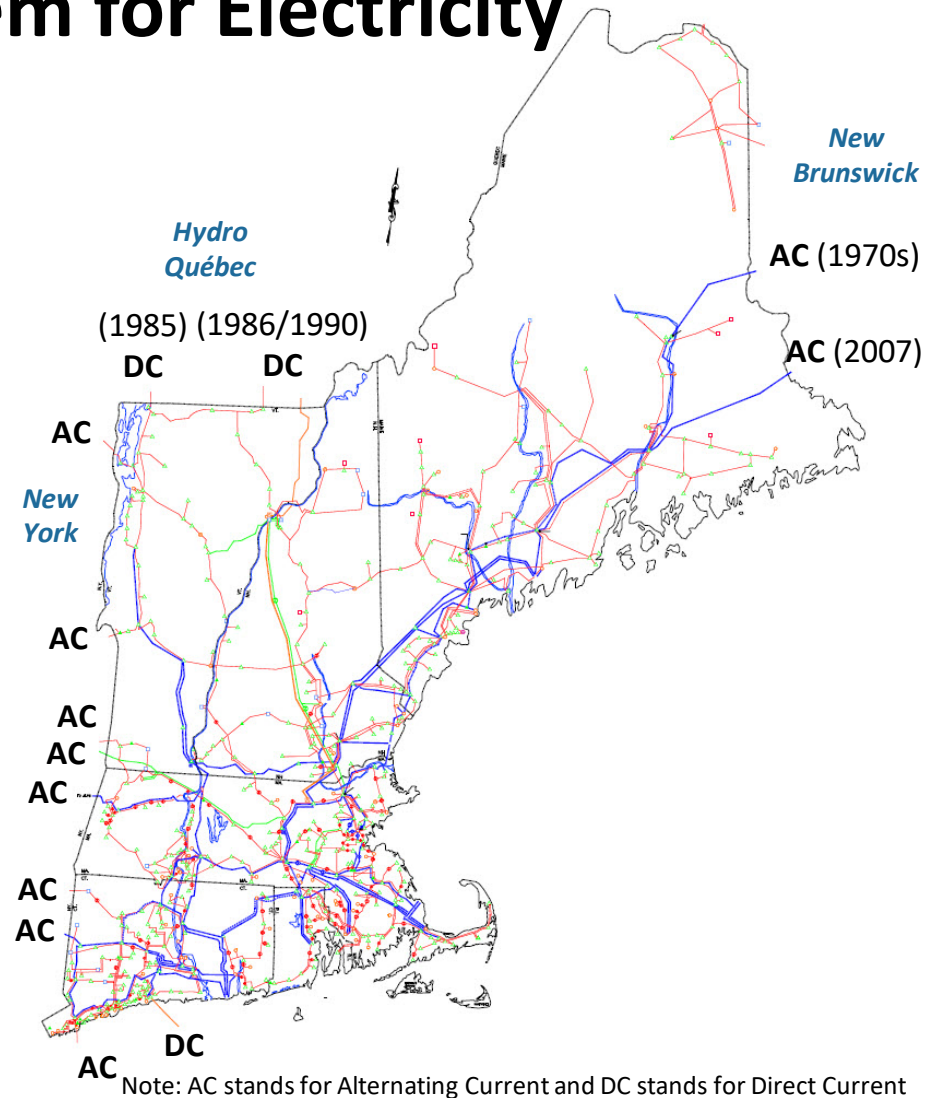 em for Electricity
New
Brunswick
Hydro
Québec
AC (1970s)
(1985) (1986/1990)
DC DC
AC (2007)
AC
New
York
AC
AC
AC
AC
AC
AC
DC
AC
Note: AC stands for Alternating Current and DC stands for Direct Current